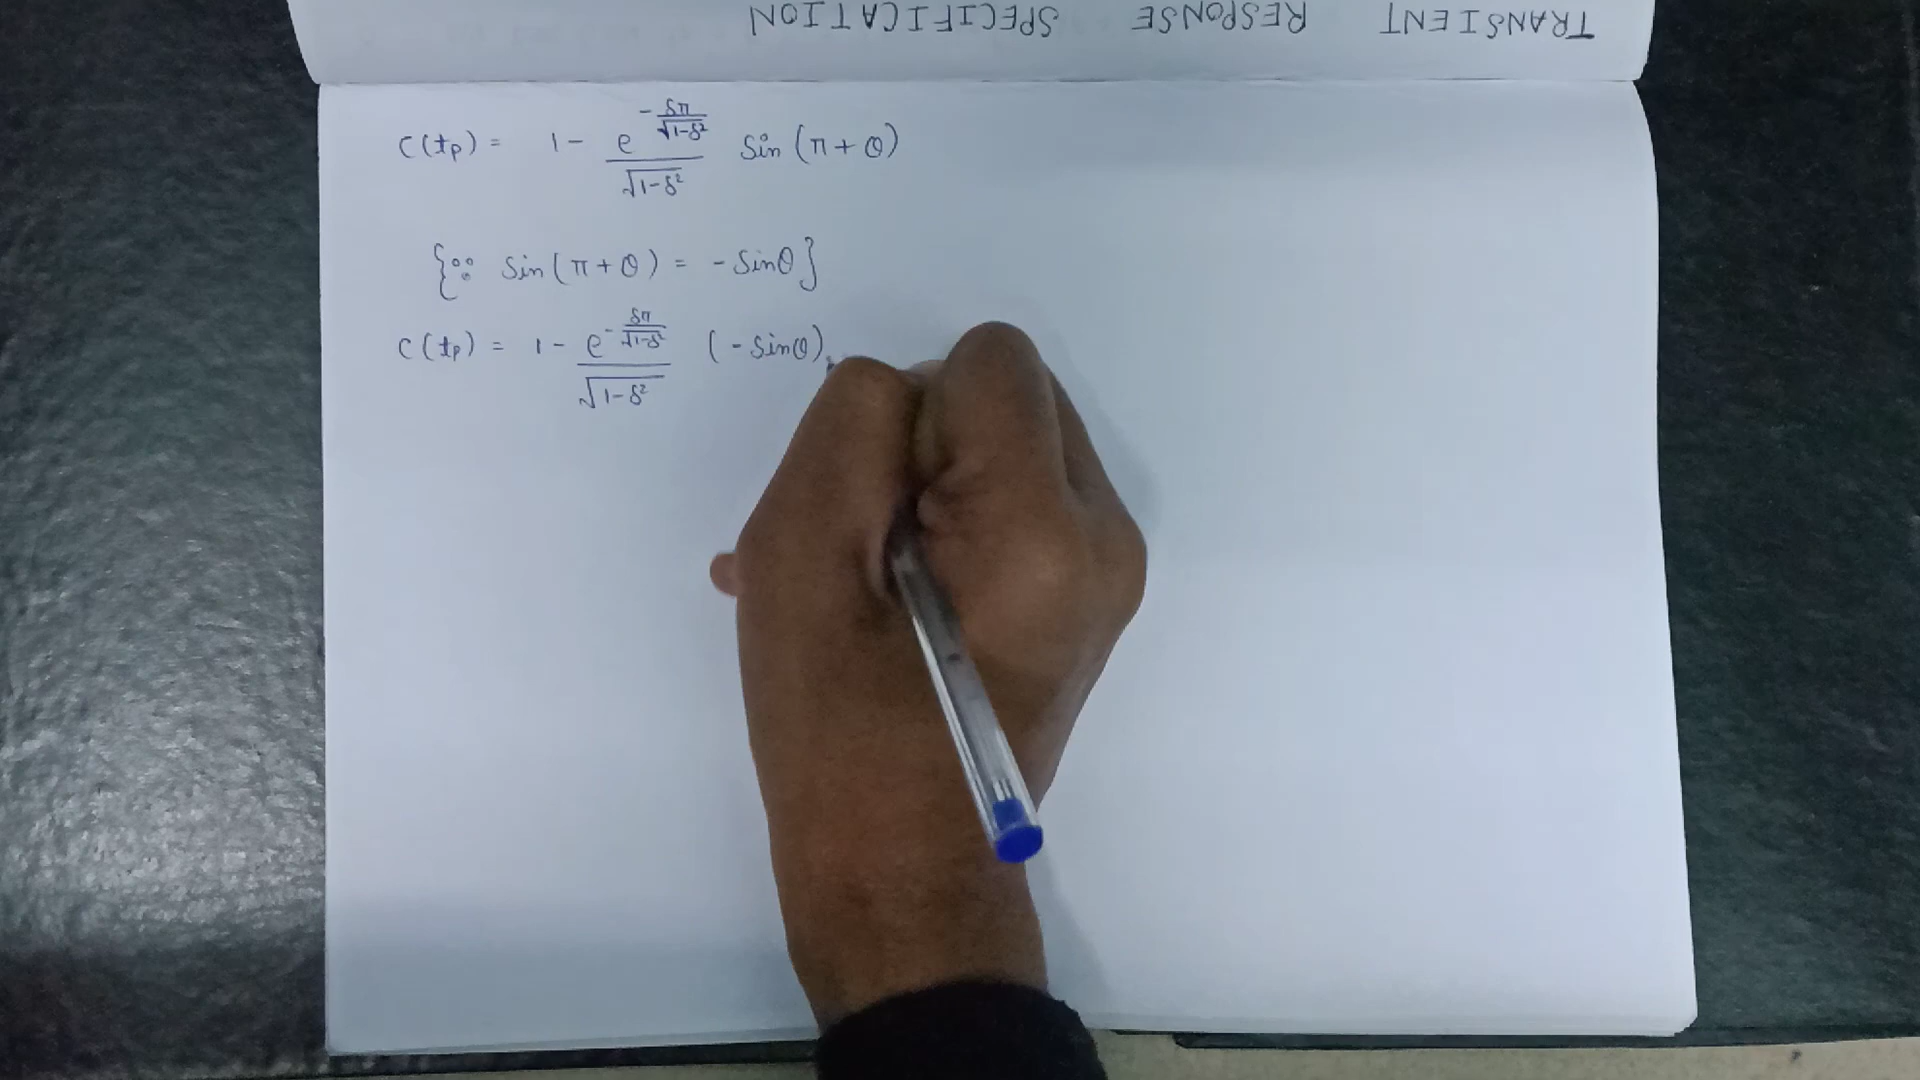 TRANSIENT RESPONSE SPECIFICATION
C(tp) = 1 - e^(-δπ/√(1-δ²)) / √(1-δ²) Sin (π + θ)
{∵ Sin(π + θ) = - Sinθ}
C(tp) = 1 - e^(-δπ/√(1-δ²)) / √(1-δ²) (- Sinθ)